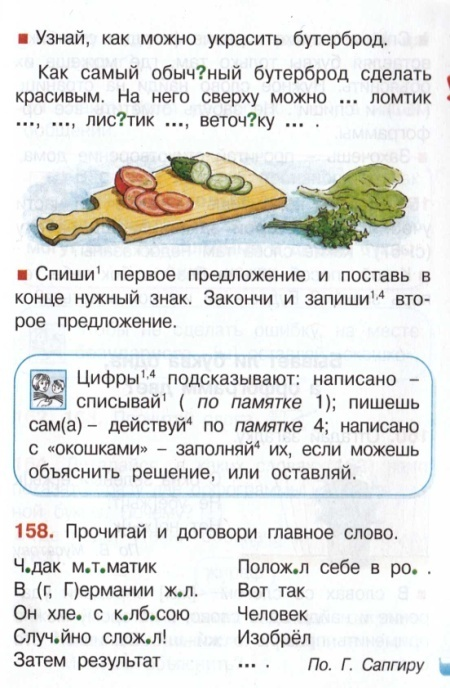 ▪ Узнай, как можно украсить бутерброд.
Как самый обыч?ный бутерброд сделать
красивым. На него сверху можно ... ломтик
..., ..., лис?тик ..., веточ?ку ... .
▪ Спиши¹ первое предложение и поставь в
конце нужный знак. Закончи и запиши¹·⁴ вто-
рое предложение.
Цифры¹·⁴ подсказывают: написано –
списывай¹ ( по памятке 1); пишешь
сам(а) – действуй⁴ по памятке 4; написано
с «окошками» – заполняй⁴ их, если можешь
объяснить решение, или оставляй.
158. Прочитай и договори главное слово.
Ч.дак м.т.матик
В (г, Г)ермании ж.л.
Он хле. с к.лб.сою
Случ.йно слож.л!
Затем результат
Полож.л себе в ро. .
Вот так
Человек
Изобрёл
... .
По Г. Сапгиру